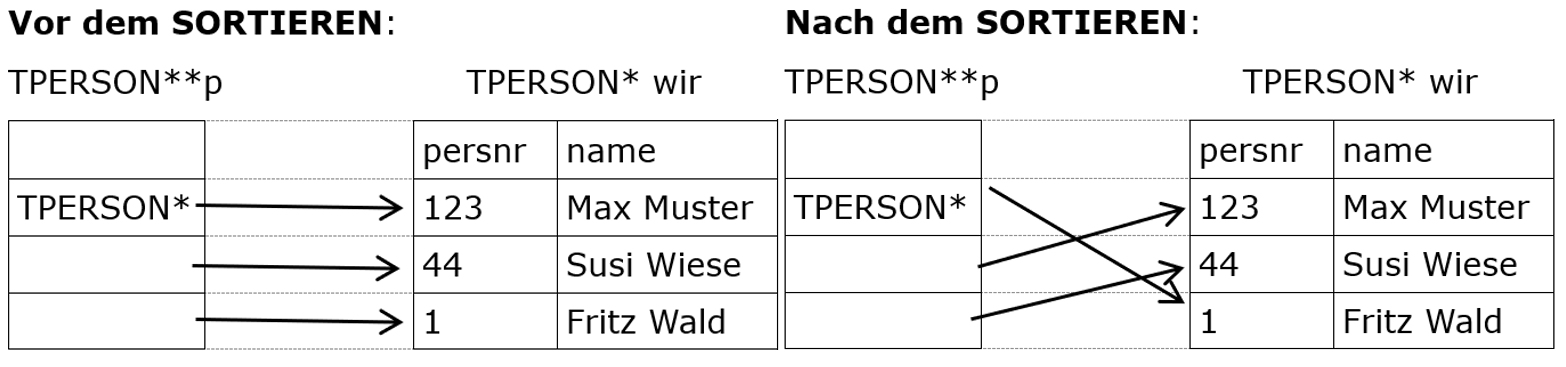 Vor dem SORTIEREN:
TPERSON**p TPERSON* wir
persnr name
TPERSON* 123 Max Muster
44 Susi Wiese
1 Fritz Wald
Nach dem SORTIEREN:
TPERSON**p TPERSON* wir
persnr name
TPERSON* 123 Max Muster
44 Susi Wiese
1 Fritz Wald